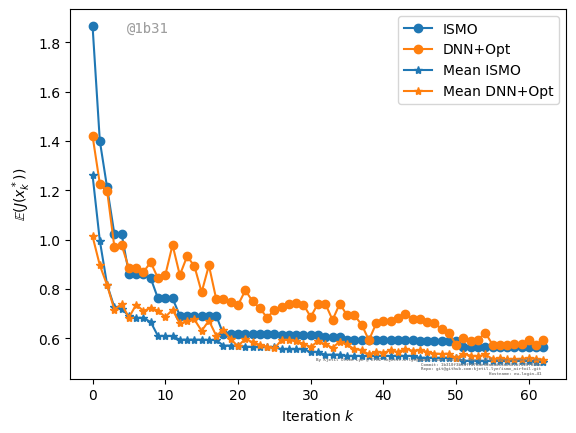 @1b31
ISMO
DNN+Opt
Mean ISMO
Mean DNN+Opt
1.8
1.6
1.4
1.2
1.0
0.8
0.6
𝔼(J(x*_k))
0 10 20 30 40 50 60
Iteration k